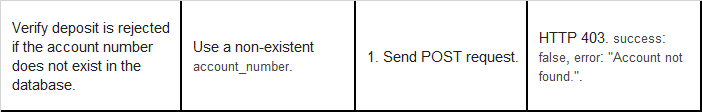 Verify deposit is rejected
if the account number
does not exist in the
database.
Use a non-existent
account_number.
1. Send POST request.
HTTP 403. success:
false, error: "Account not
found.".